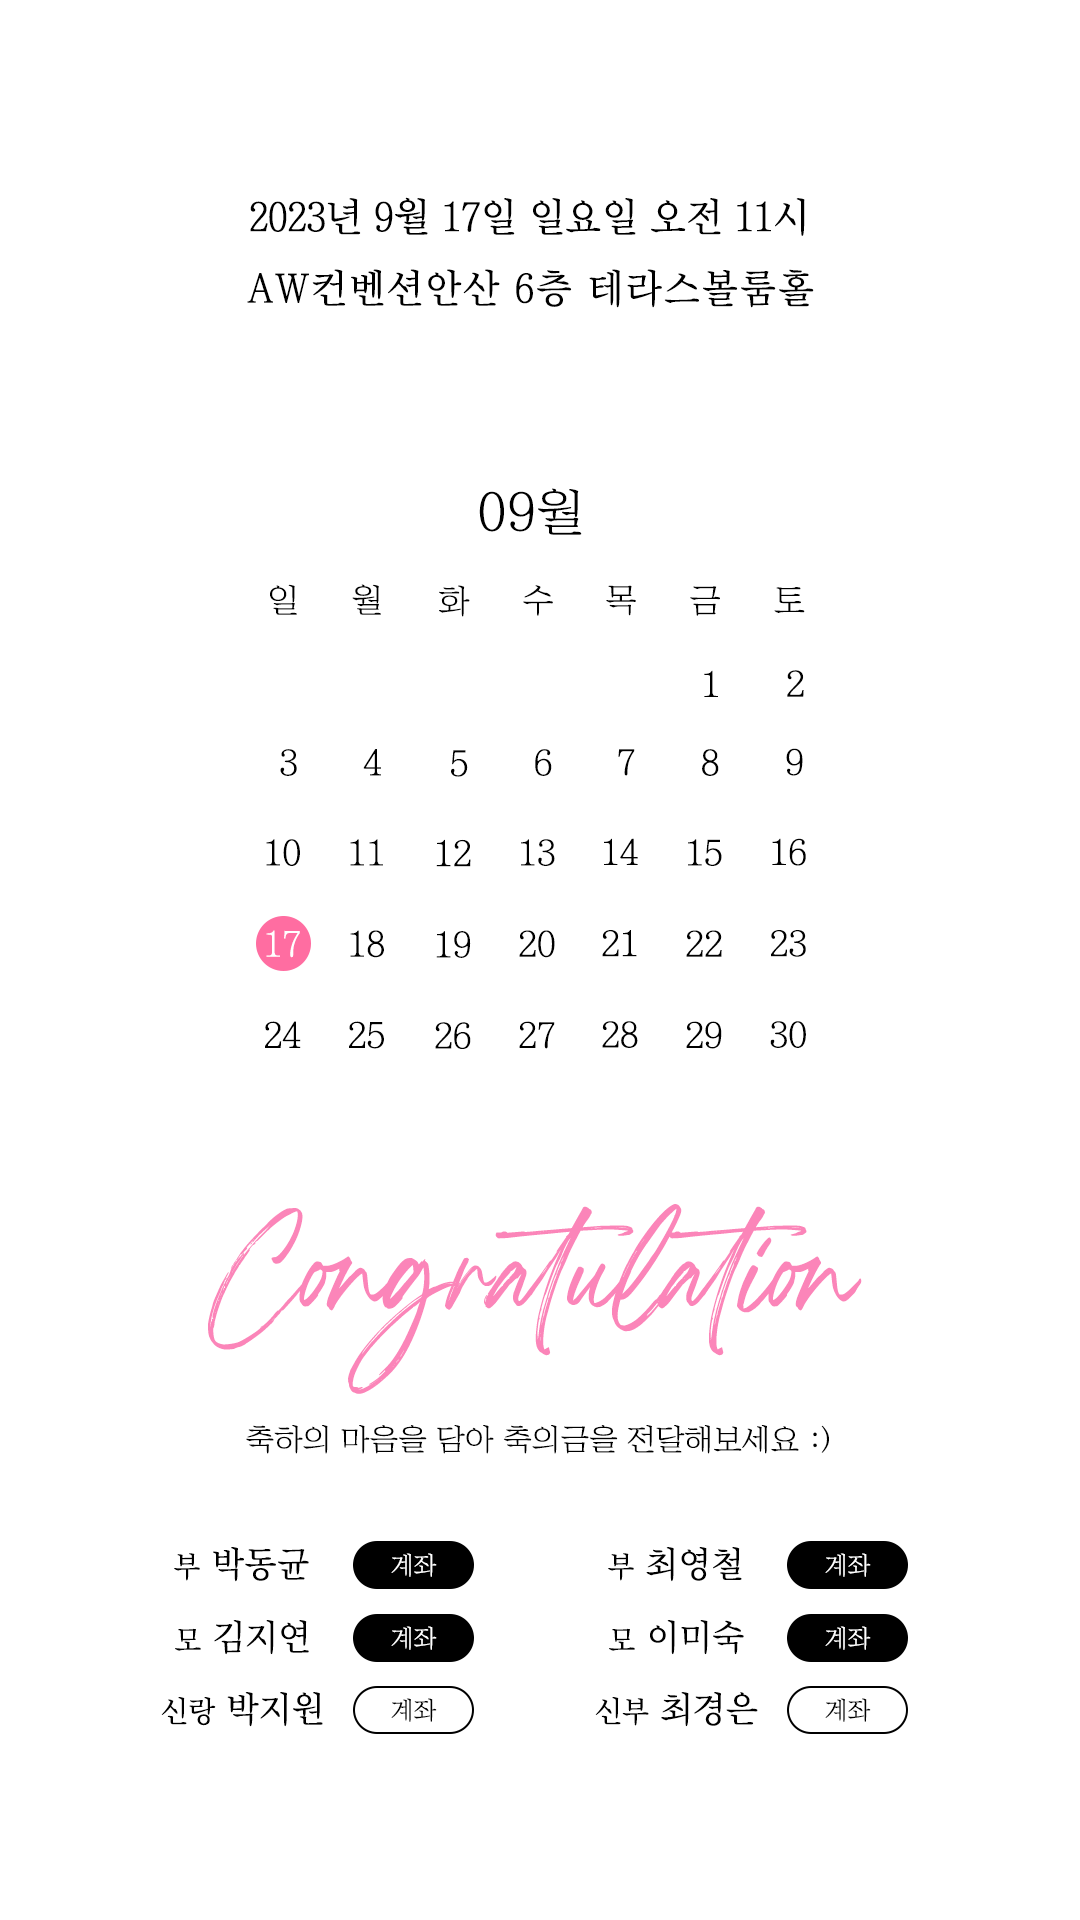 2023년 9월 17일 일요일 오전 11시
AW컨벤션안산 6층 테라스볼룸홀
09월
일 월 화 수 목 금 토
1 2
3 4 5 6 7 8 9
10 11 12 13 14 15 16
17 18 19 20 21 22 23
24 25 26 27 28 29 30
Congratulation
축하의 마음을 담아 축의금을 전달해보세요 :)
부 박동균 계좌 부 최영철 계좌
모 김지연 계좌 모 이미숙 계좌
신랑 박지원 계좌 신부 최경은 계좌